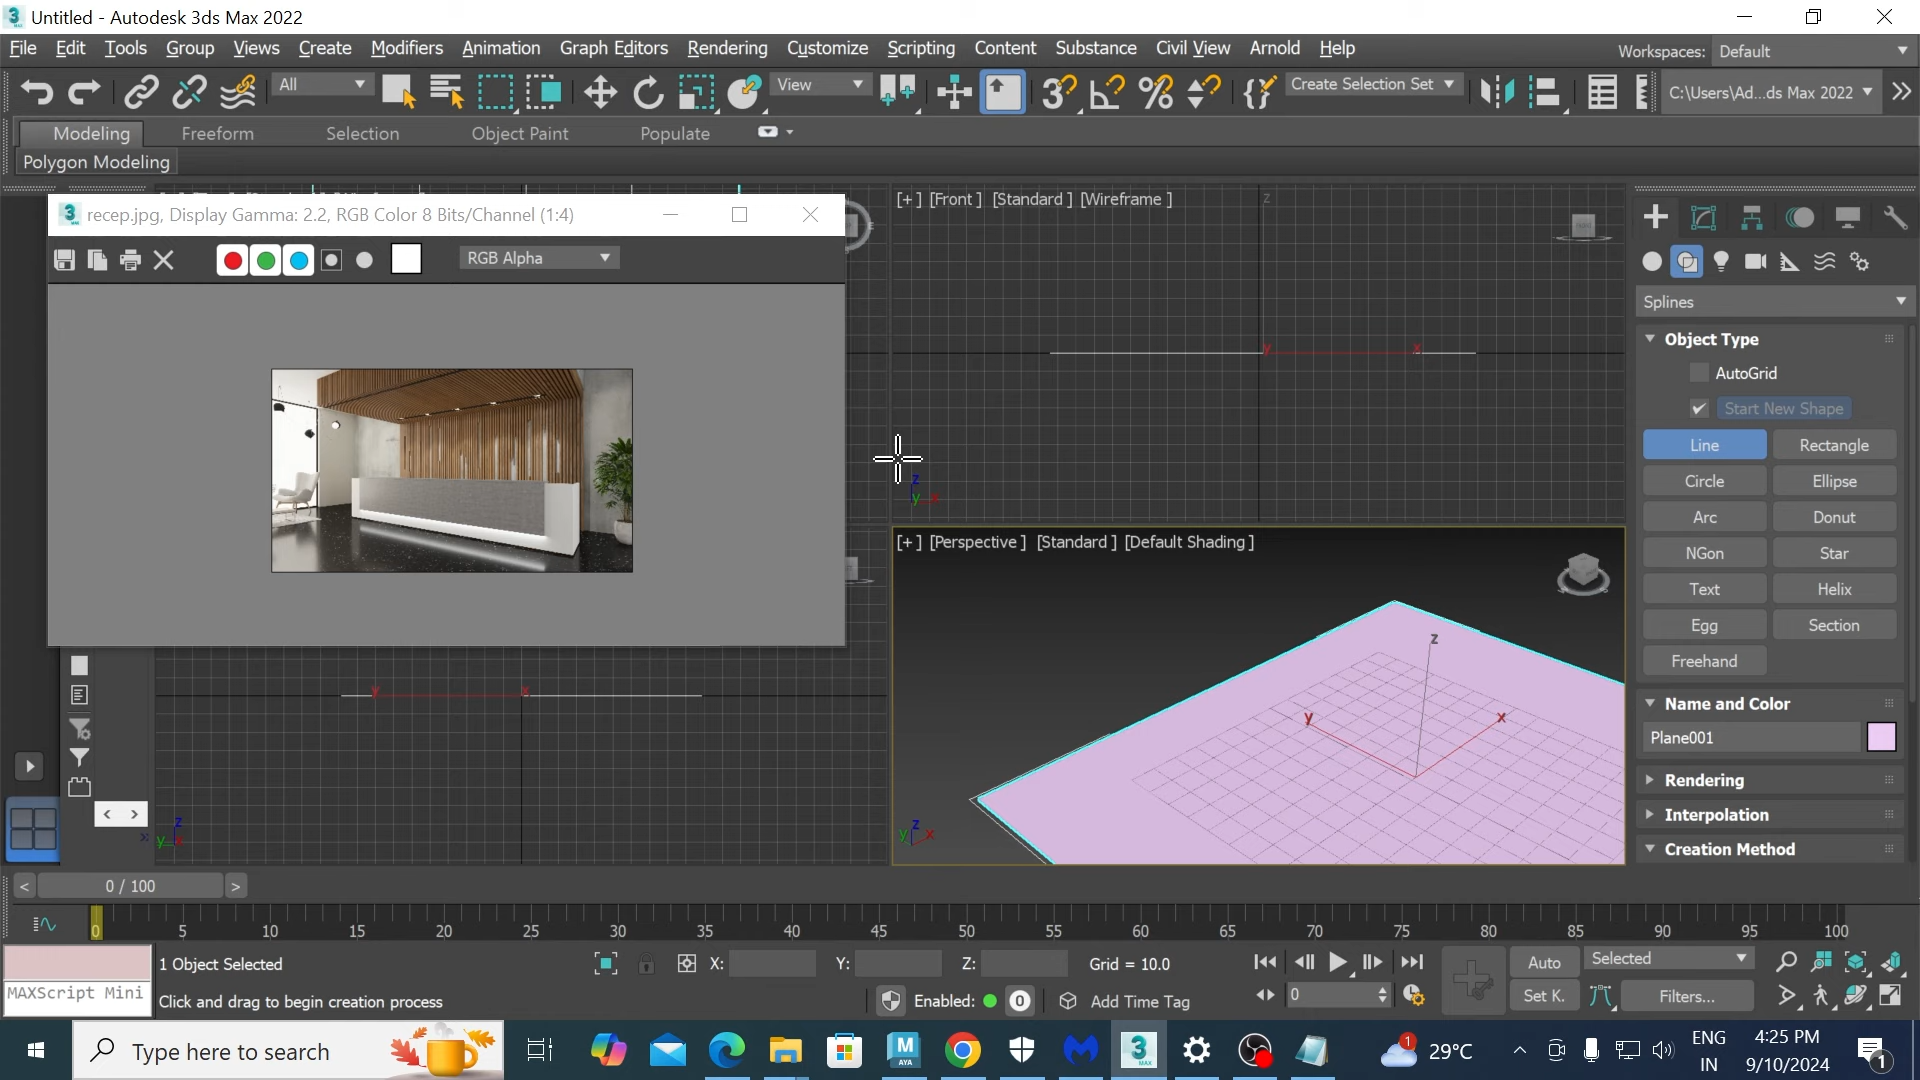 Untitled - Autodesk 3ds Max 2022
File Edit Tools Group Views Create Modifiers Animation Graph Editors Rendering Customize Scripting Content Substance Civil View Arnold Help
Workspaces: Default
All
View
Create Selection Set
C:\Users\Ad...ds Max 2022
Modeling Freeform Selection Object Paint Populate
Polygon Modeling
recep.jpg, Display Gamma: 2.2, RGB Color 8 Bits/Channel (1:4)
RGB Alpha
[+] [Front ] [Standard ] [Wireframe ]
z
y x
z
y x
[+] [Perspective ] [Standard ] [Default Shading ]
z
y x
z
y x
y x
z
y x
Splines
Object Type
AutoGrid
Start New Shape
Line Rectangle
Circle Ellipse
Arc Donut
NGon Star
Text Helix
Egg Section
Freehand
Name and Color
Plane001
Rendering
Interpolation
Creation Method
< 0 / 100 >
0 5 10 15 20 25 30 35 40 45 50 55 60 65 70 75 80 85 90 95 100
MAXScript Mini
1 Object Selected
Click and drag to begin creation process
X: Y: Z: Grid = 10.0
Enabled: 0 Add Time Tag
0
Auto Selected
Set K. Filters...
Type here to search
M
AYA
3
MAX
1
29°C
ENG
IN
4:25 PM
9/10/2024
1